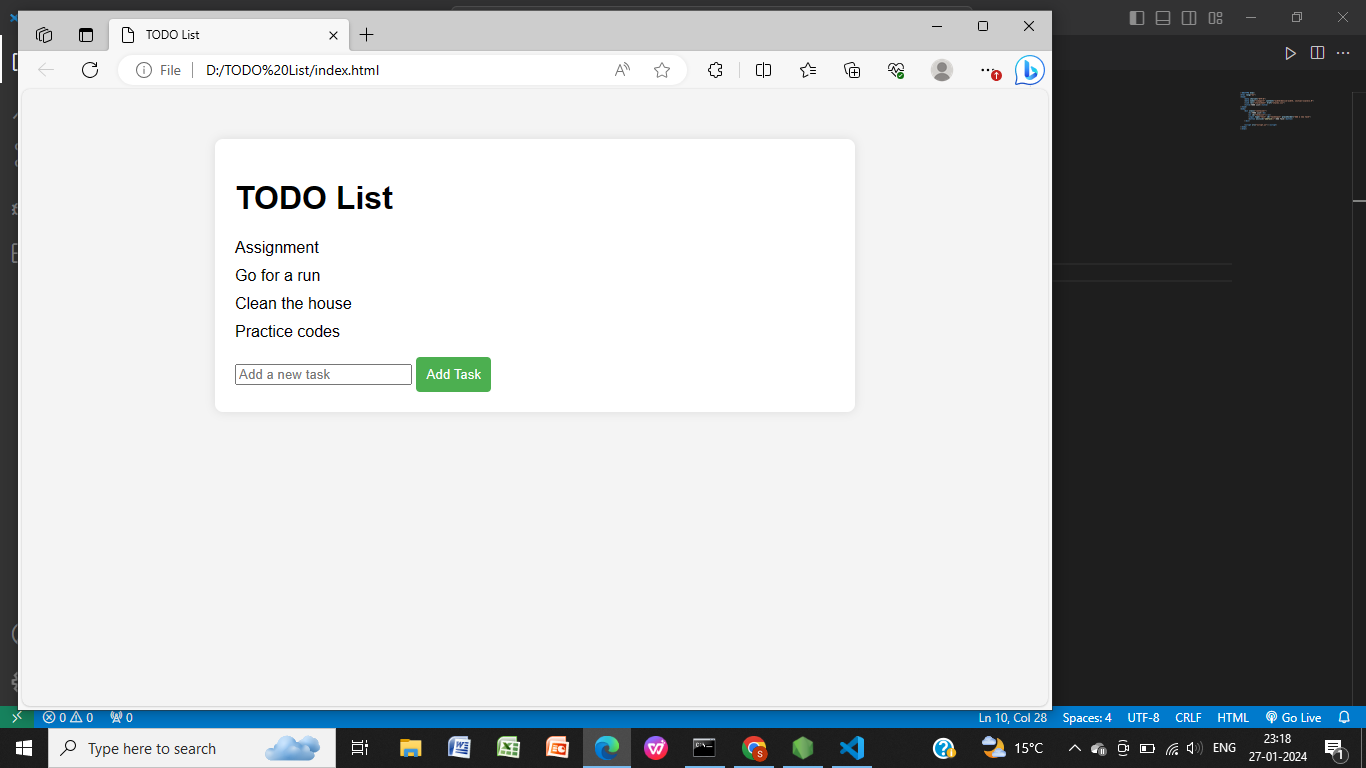 TODO List
File
D:/TODO%20List/index.html
TODO List
Assignment
Go for a run
Clean the house
Practice codes
Add a new task
Add Task
0 0 0
Ln 10, Col 28
Spaces: 4
UTF-8
CRLF
HTML
Go Live
Type here to search
15°C
ENG
23:18
27-01-2024
1